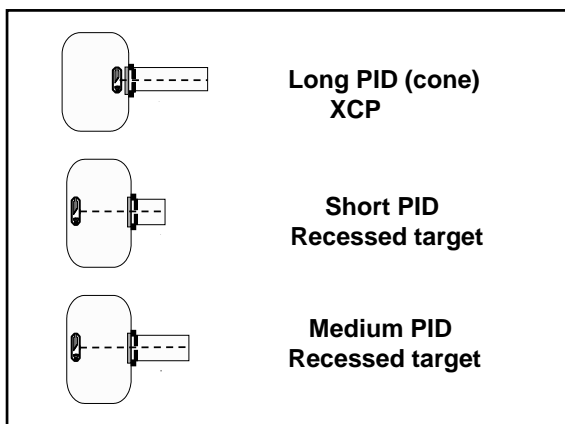 Long PID (cone)
XCP
Short PID
Recessed target
Medium PID
Recessed target